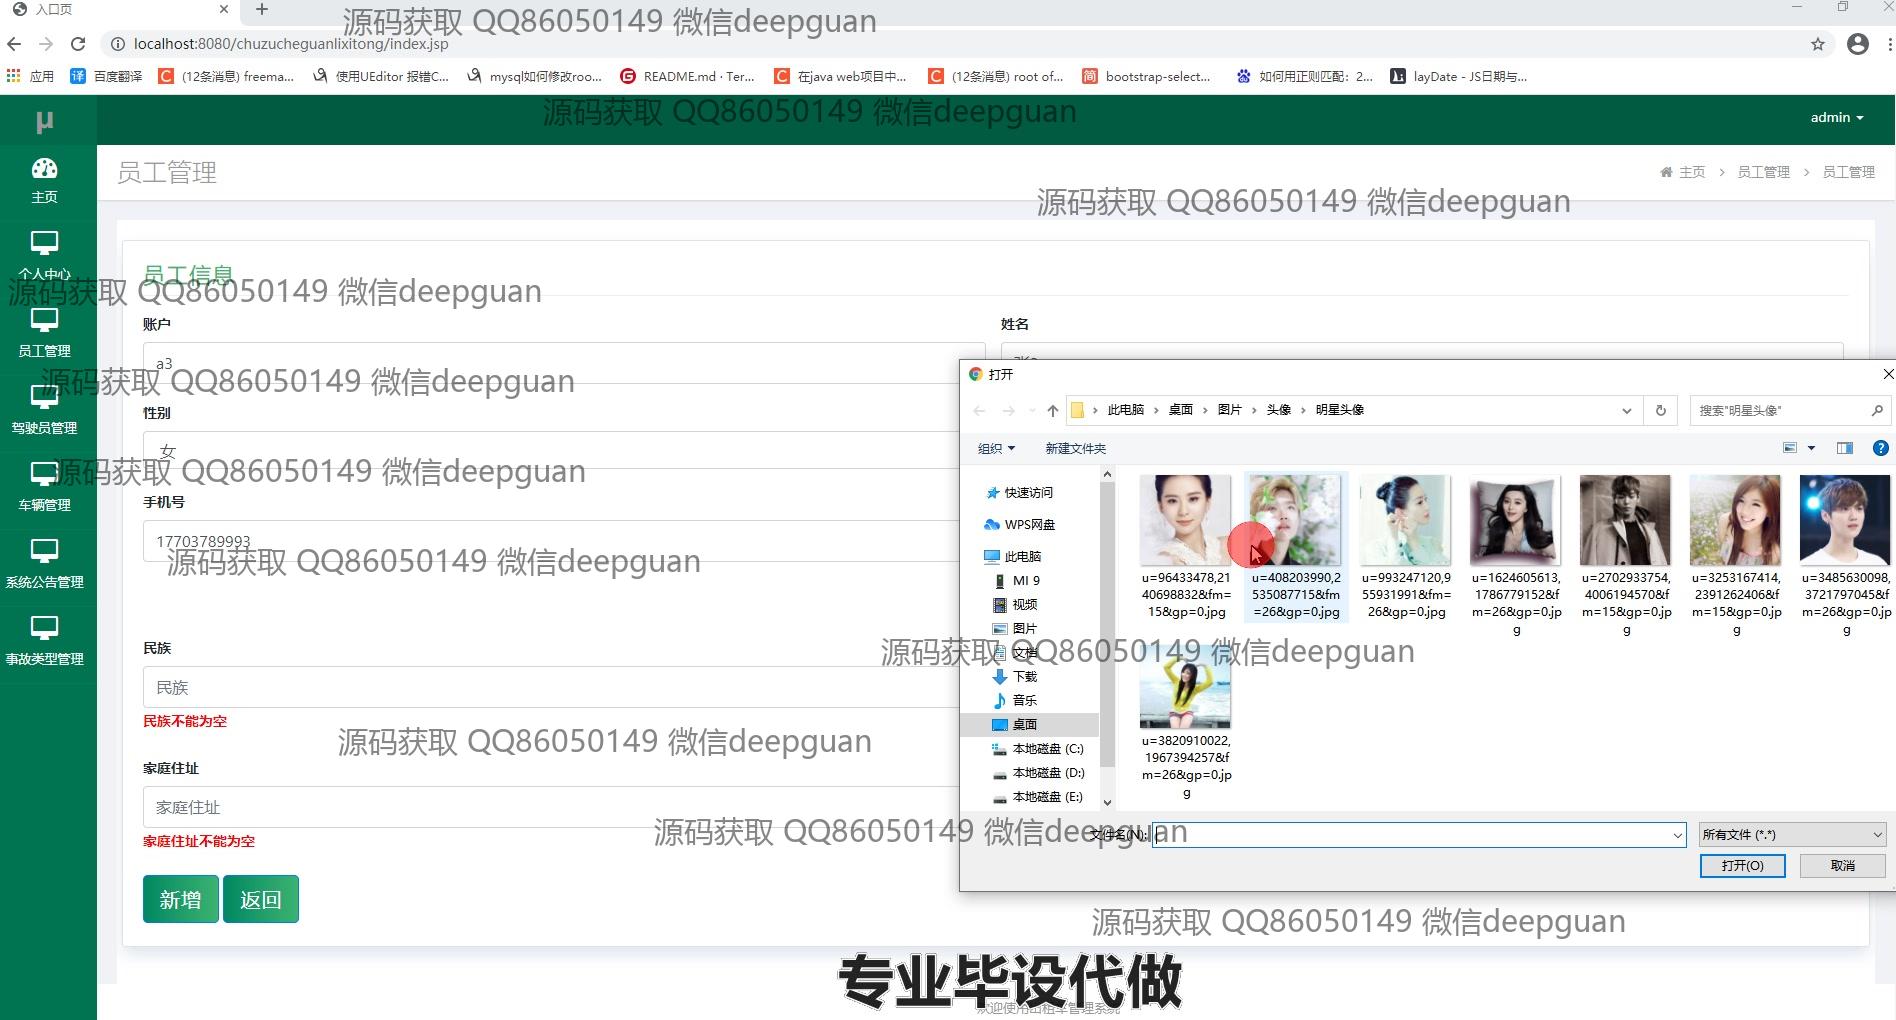 入口页
源码获取 QQ86050149 微信deepguan
localhost:8080/chuzucheguanlixitong/index.jsp
应用
百度翻译
(12条消息) freema...
使用UEditor 报错C...
mysql如何修改roo...
README.md · Ter...
在java web项目中...
(12条消息) root of...
bootstrap-select...
如何用正则匹配：2...
layDate - JS日期与...
μ
源码获取 QQ86050149 微信deepguan
admin
主页
个人中心
员工管理
驾驶员管理
车辆管理
系统公告管理
事故类型管理
员工管理
主页 > 员工管理 > 员工管理
源码获取 QQ86050149 微信deepguan
员工信息
源码获取 QQ86050149 微信deepguan
账户
姓名
a3
源码获取 QQ86050149 微信deepguan
性别
女
源码获取 QQ86050149 微信deepguan
手机号
17703789993
源码获取 QQ86050149 微信deepguan
民族
民族
民族不能为空
源码获取 QQ86050149 微信deepguan
家庭住址
家庭住址
家庭住址不能为空
新增
返回
打开
此电脑 > 桌面 > 图片 > 头像 > 明星头像
搜索"明星头像"
组织
新建文件夹
快速访问
WPS网盘
此电脑
MI 9
视频
图片
文档
下载
音乐
桌面
本地磁盘 (C:)
本地磁盘 (D:)
本地磁盘 (E:)
u=96433478,21
40698832&fm=
15&gp=0.jpg
u=408203990,2
535087715&fm
=26&gp=0.jpg
u=993247120,9
55931991&fm=
26&gp=0.jpg
u=1624605613,
1786779152&f
m=26&gp=0.jp
g
u=2702933754,
4006194570&f
m=15&gp=0.jp
g
u=3253167414,
2391262406&f
m=15&gp=0.jp
g
u=3485630098,
3721797045&f
m=26&gp=0.jp
g
源码获取 QQ86050149 微信deepguan
u=3820910022,
1967394257&f
m=26&gp=0.jp
g
源码获取 QQ86050149 微信deepguan
文件名(N):
所有文件 (*.*)
打开(O)
取消
源码获取 QQ86050149 微信deepguan
专业毕设代做
欢迎使用出租车管理系统